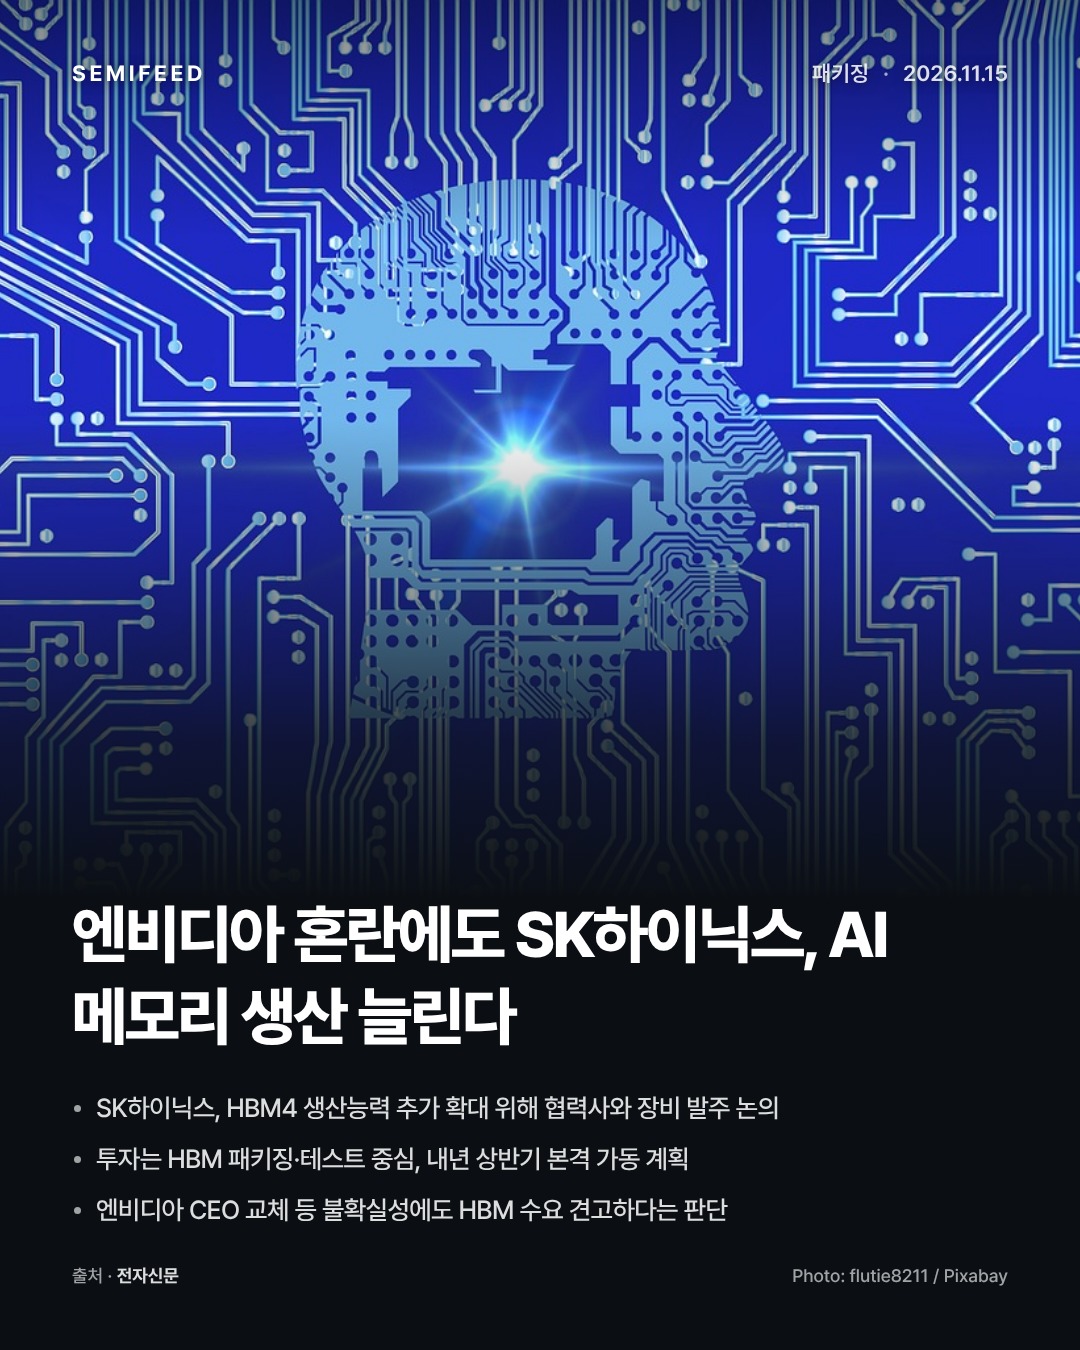 SEMIFEED
패키징 · 2026.11.15
엔비디아 혼란에도 SK하이닉스, AI
메모리 생산 늘린다
• SK하이닉스, HBM4 생산능력 추가 확대 위해 협력사와 장비 발주 논의
• 투자는 HBM 패키징·테스트 중심, 내년 상반기 본격 가동 계획
• 엔비디아 CEO 교체 등 불확실성에도 HBM 수요 견고하다는 판단
출처 · 전자신문
Photo: flutie8211 / Pixabay